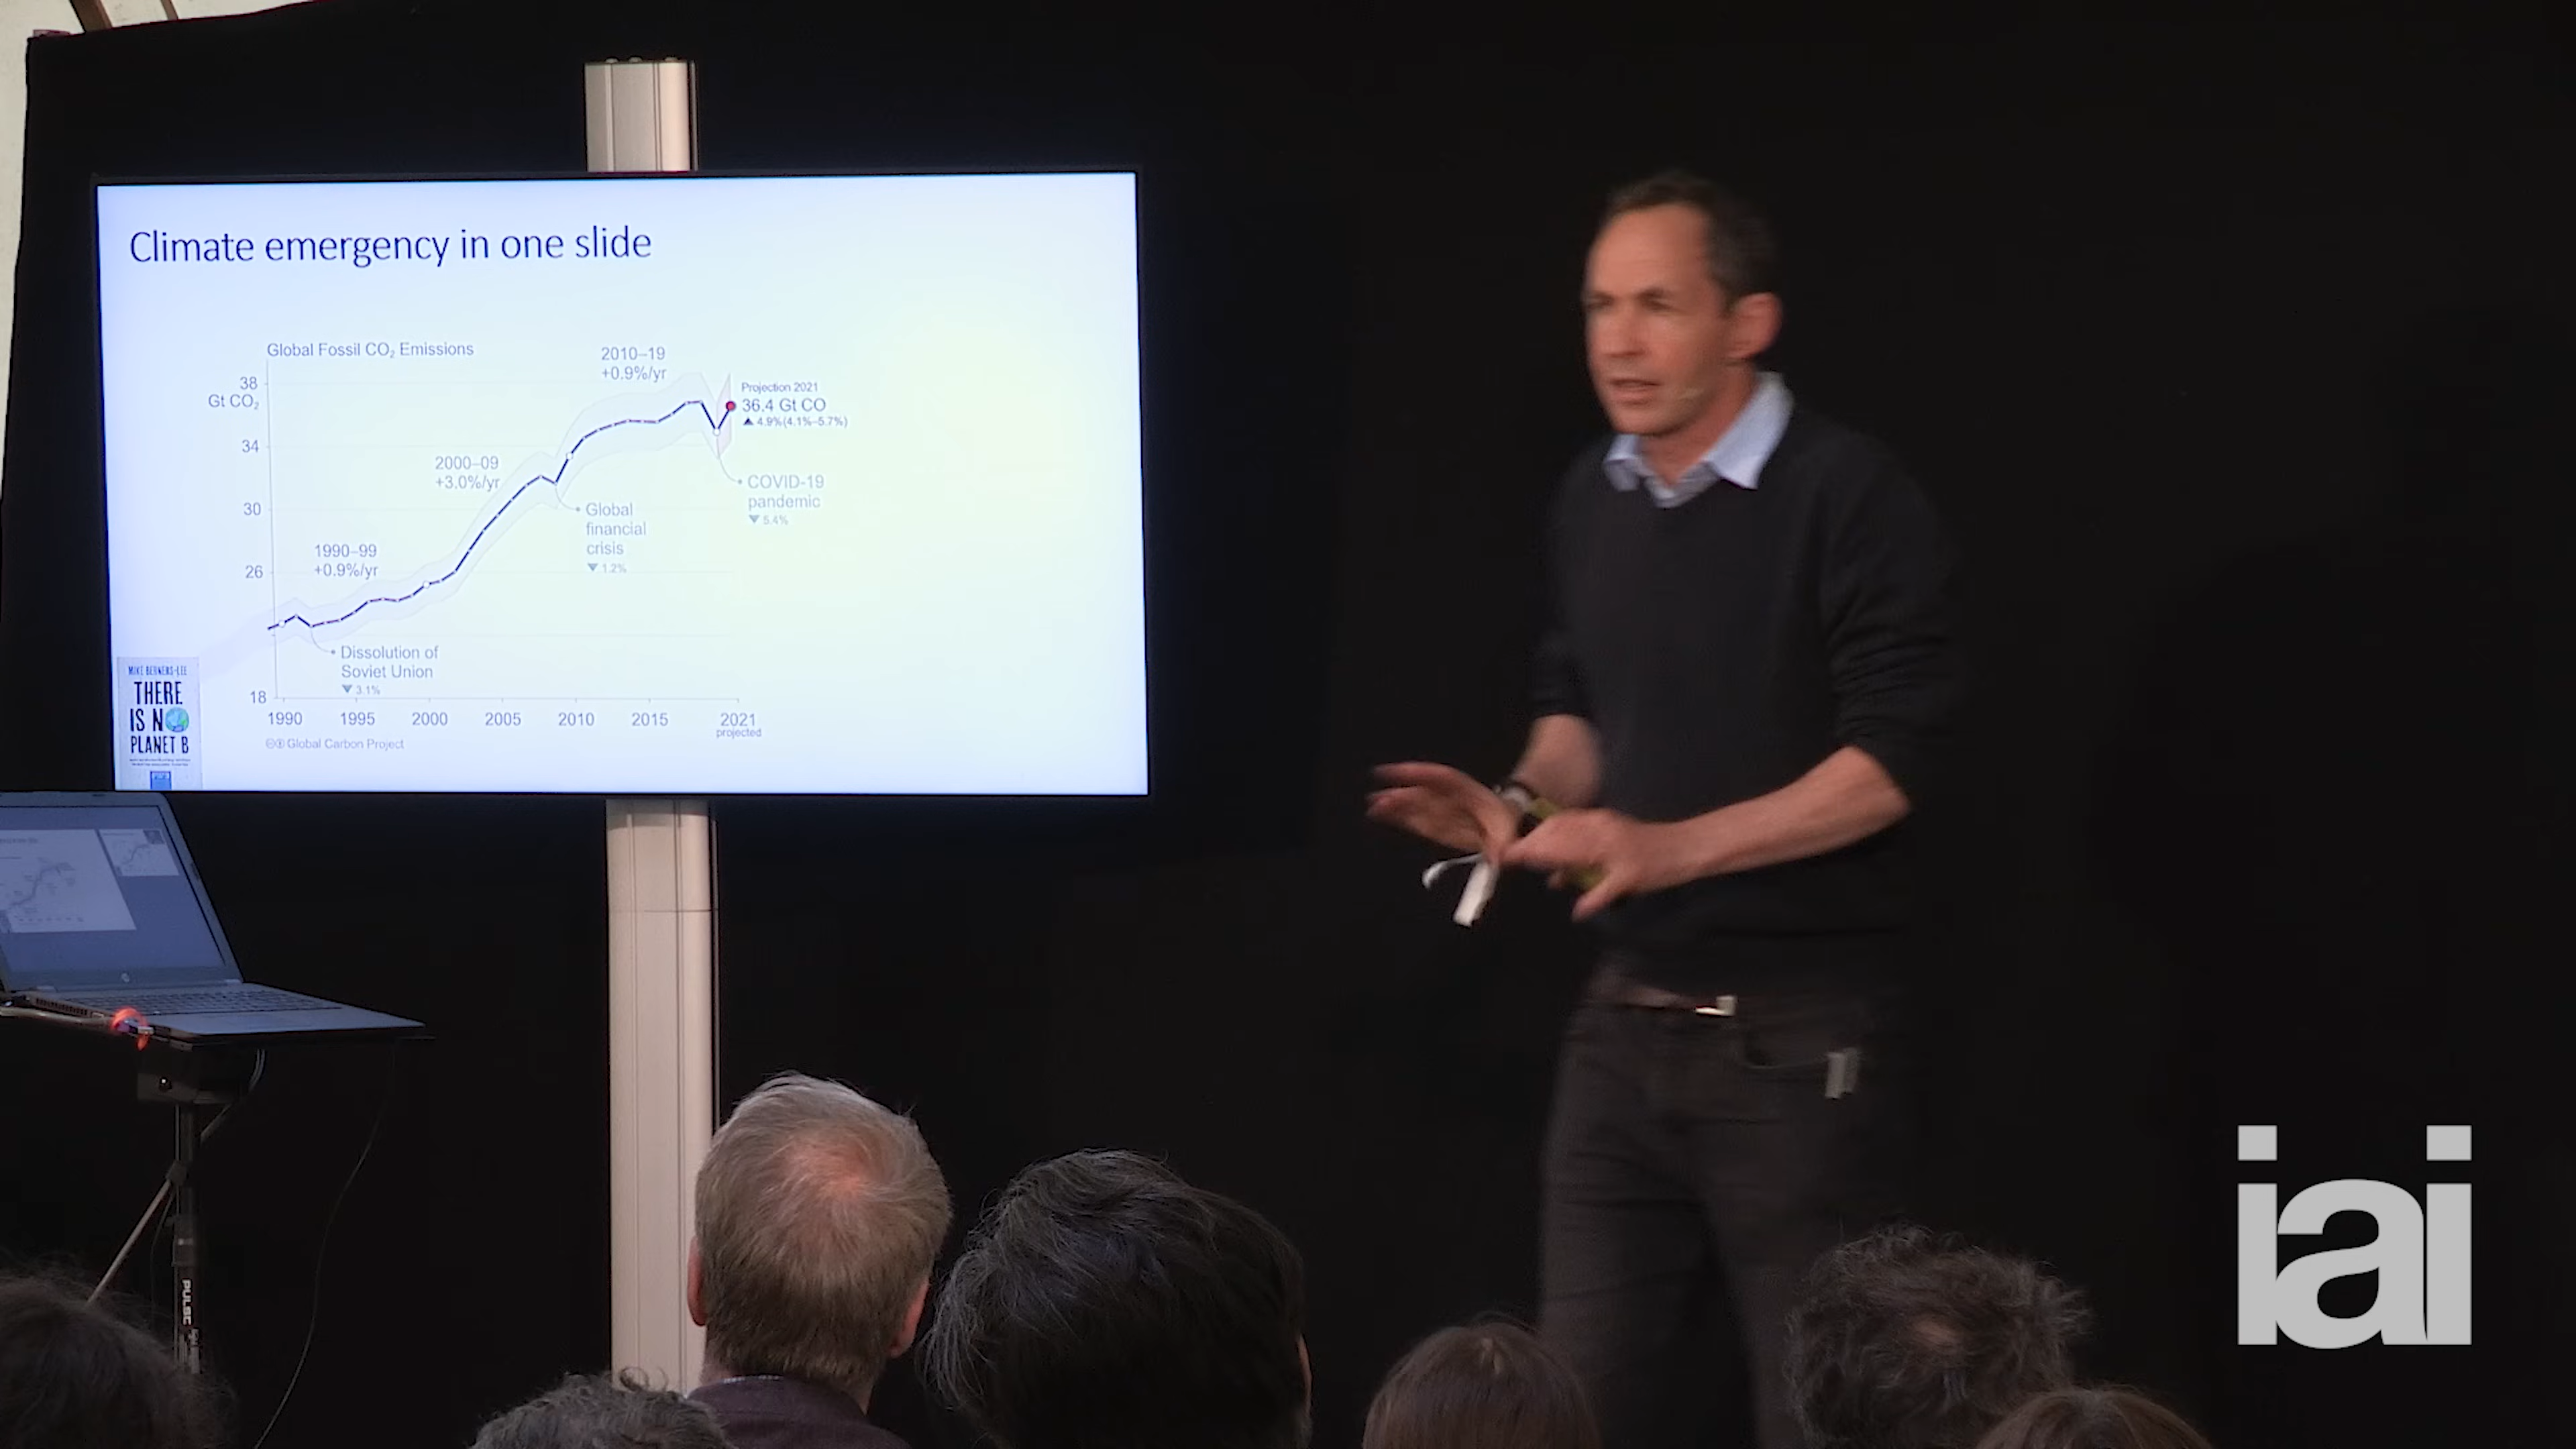 Climate emergency in one slide
Global Fossil CO₂ Emissions
38
Gt CO₂
34
30
26
18
2010–19
+0.9%/yr
Projection 2021
36.4 Gt CO
▲ 4.9%(4.1%–5.7%)
2000–09
+3.0%/yr
COVID-19
pandemic
▼ 5.4%
Global
financial
crisis
▼ 1.2%
1990–99
+0.9%/yr
Dissolution of
Soviet Union
▼ 3.1%
1990 1995 2000 2005 2010 2015 2021
projected
Global Carbon Project
MIKE BERNERS-LEE
THERE
IS NO
PLANET B
PULSE
iai